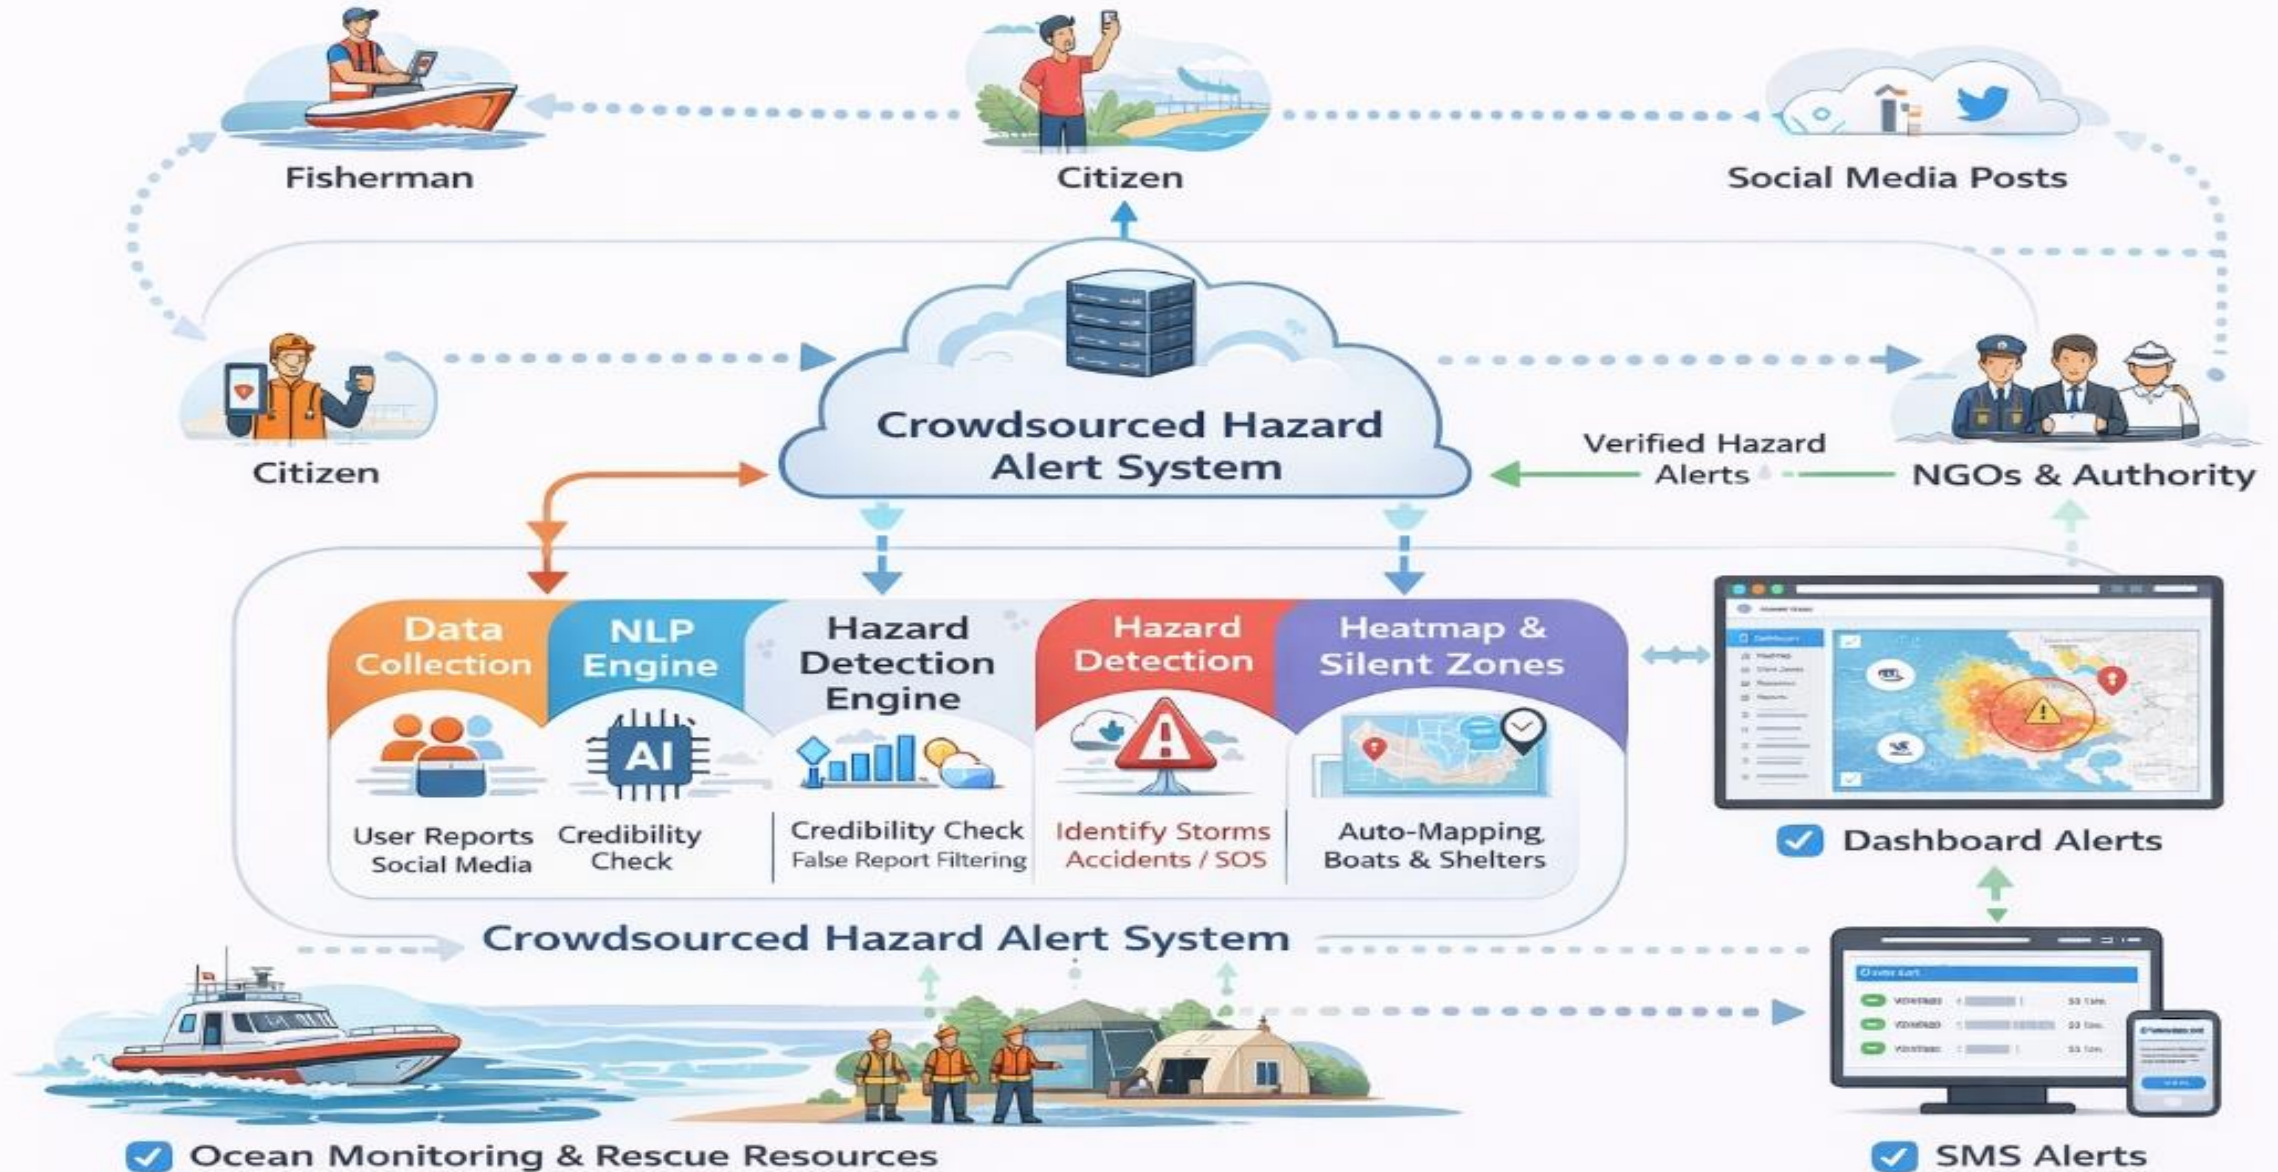 Fisherman
Citizen
Social Media Posts
Citizen
Crowdsourced Hazard
Alert System
Verified Hazard
Alerts
NGOs & Authority
Data
Collection
NLP
Engine
Hazard
Detection
Engine
Hazard
Detection
Heatmap &
Silent Zones
AI
User Reports
Social Media
Credibility
Check
Credibility Check
False Report Filtering
Identify Storms
Accidents / SOS
Auto-Mapping,
Boats & Shelters
Dashboard Alerts
Crowdsourced Hazard Alert System
Ocean Monitoring & Rescue Resources
SMS Alerts